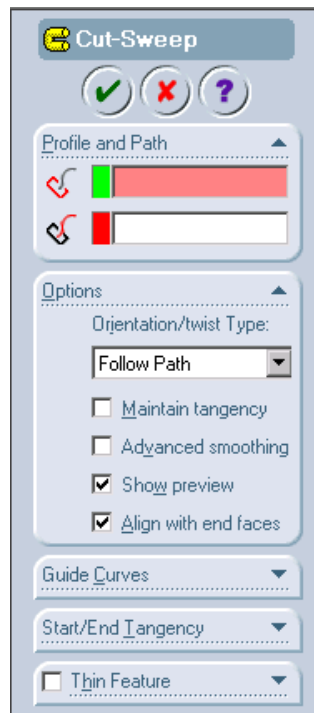 Cut-Sweep
?
Profile and Path
Options
Orientation/twist Type:
Follow Path
Maintain tangency
Advanced smoothing
Show preview
Align with end faces
Guide Curves
Start/End Tangency
Thin Feature